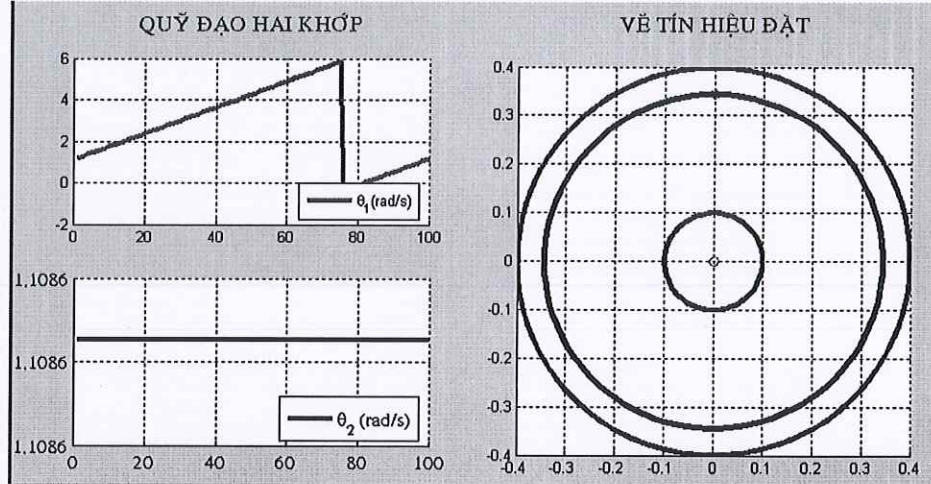 QUỸ ĐẠO HAI KHỚP
6
4
2
0
-2
θ₁(rad/s)
0 20 40 60 80 100
1,1086
1,1086
1,1086
θ₂ (rad/s)
0 20 40 60 80 100
VẼ TÍN HIỆU ĐẶT
0.4
0.3
0.2
0.1
0
-0.1
-0.2
-0.3
-0.4
-0.4 -0.3 -0.2 -0.1 0 0.1 0.2 0.3 0.4